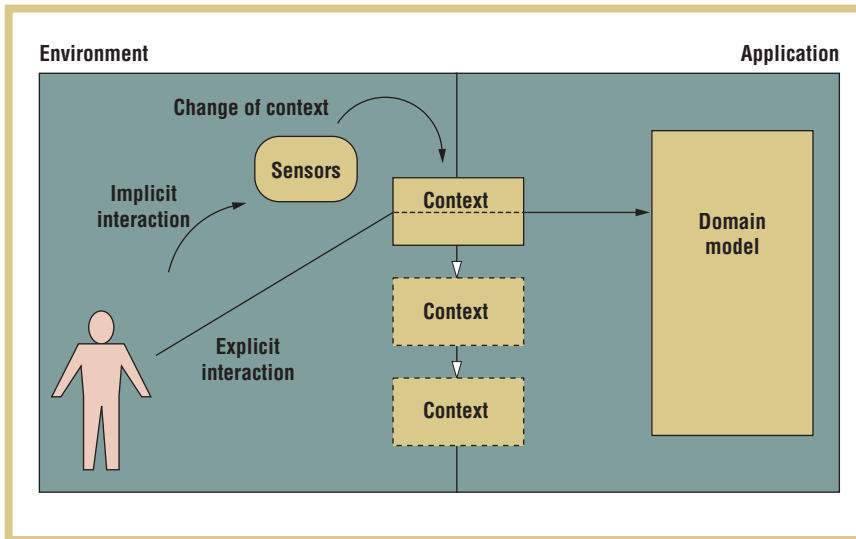 Environment
Application
Change of context
Sensors
Implicit
interaction
Context
Domain
model
Context
Explicit
interaction
Context